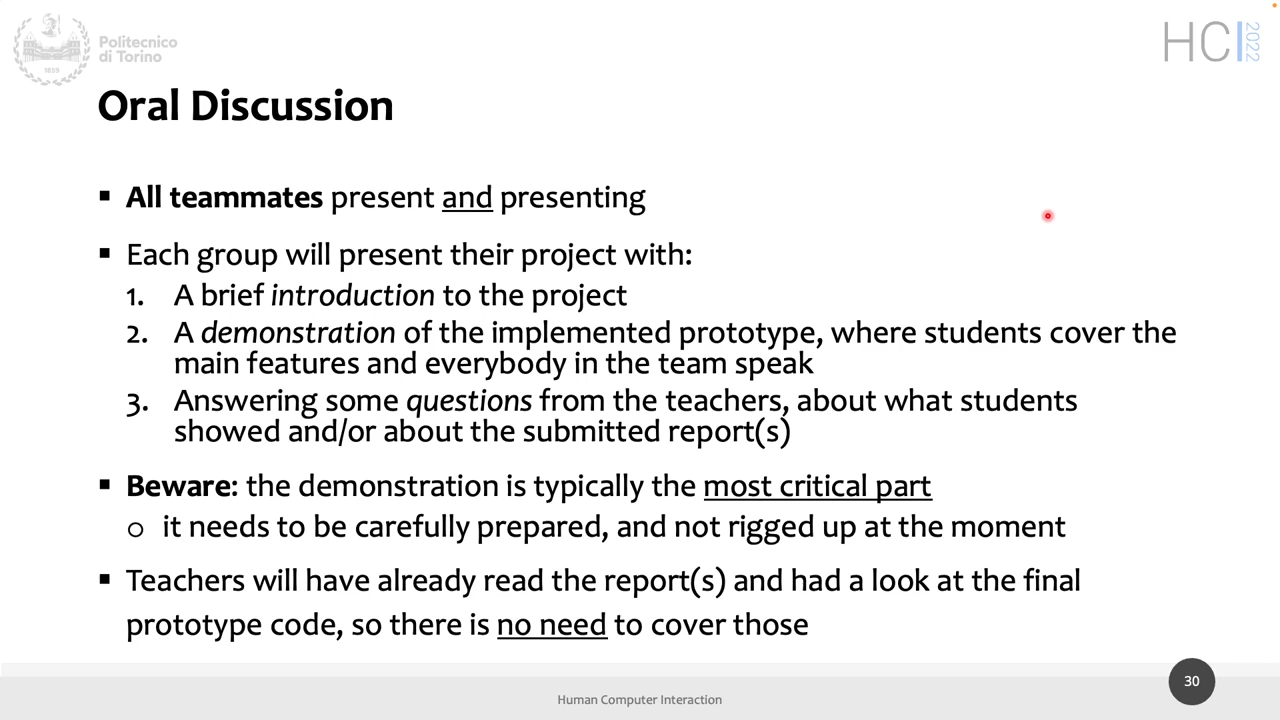 Politecnico
di Torino
1859
HCI 2022
Oral Discussion
▪ All teammates present and presenting
▪ Each group will present their project with:
1. A brief introduction to the project
2. A demonstration of the implemented prototype, where students cover the
main features and everybody in the team speak
3. Answering some questions from the teachers, about what students
showed and/or about the submitted report(s)
▪ Beware: the demonstration is typically the most critical part
o it needs to be carefully prepared, and not rigged up at the moment
▪ Teachers will have already read the report(s) and had a look at the final
prototype code, so there is no need to cover those
Human Computer Interaction
30